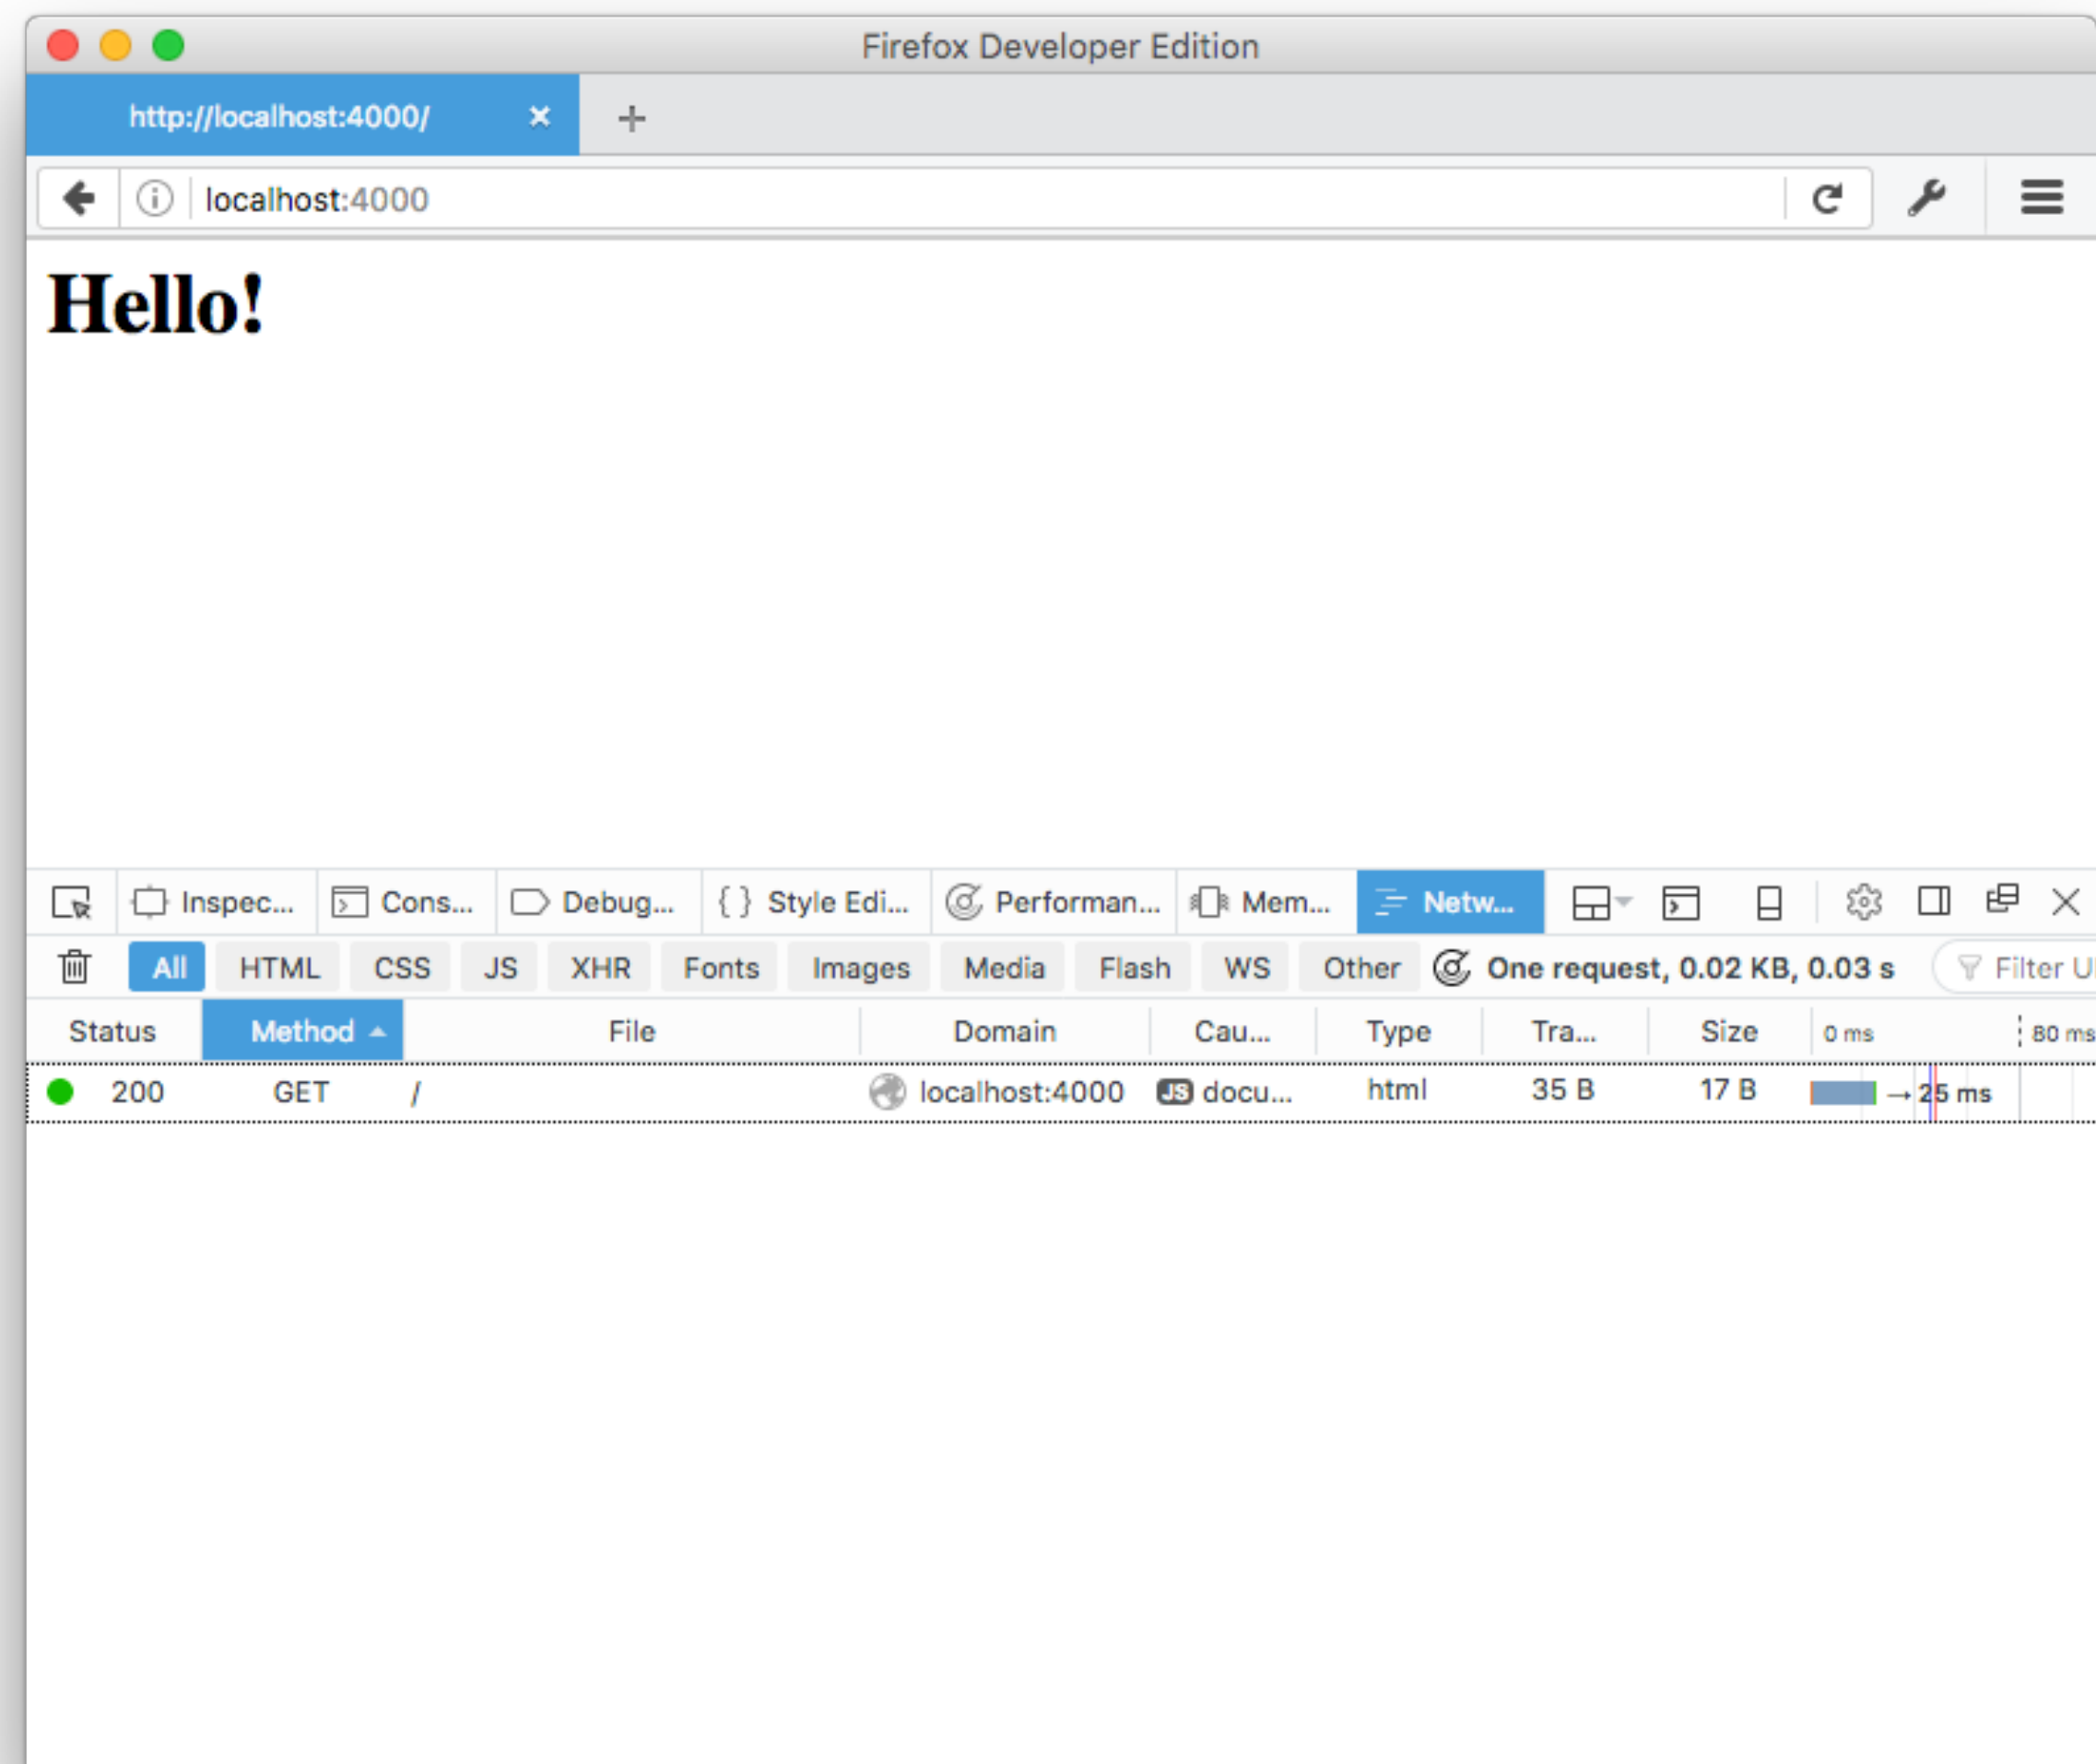 Firefox Developer Edition
http://localhost:4000/
localhost:4000
Hello!
Inspec... Cons... Debug... { } Style Edi... Performan... Mem... Netw...
All HTML CSS JS XHR Fonts Images Media Flash WS Other One request, 0.02 KB, 0.03 s Filter U
Status Method File Domain Cau... Type Tra... Size 0 ms 80 ms
200 GET / localhost:4000 JS docu... html 35 B 17 B → 25 ms